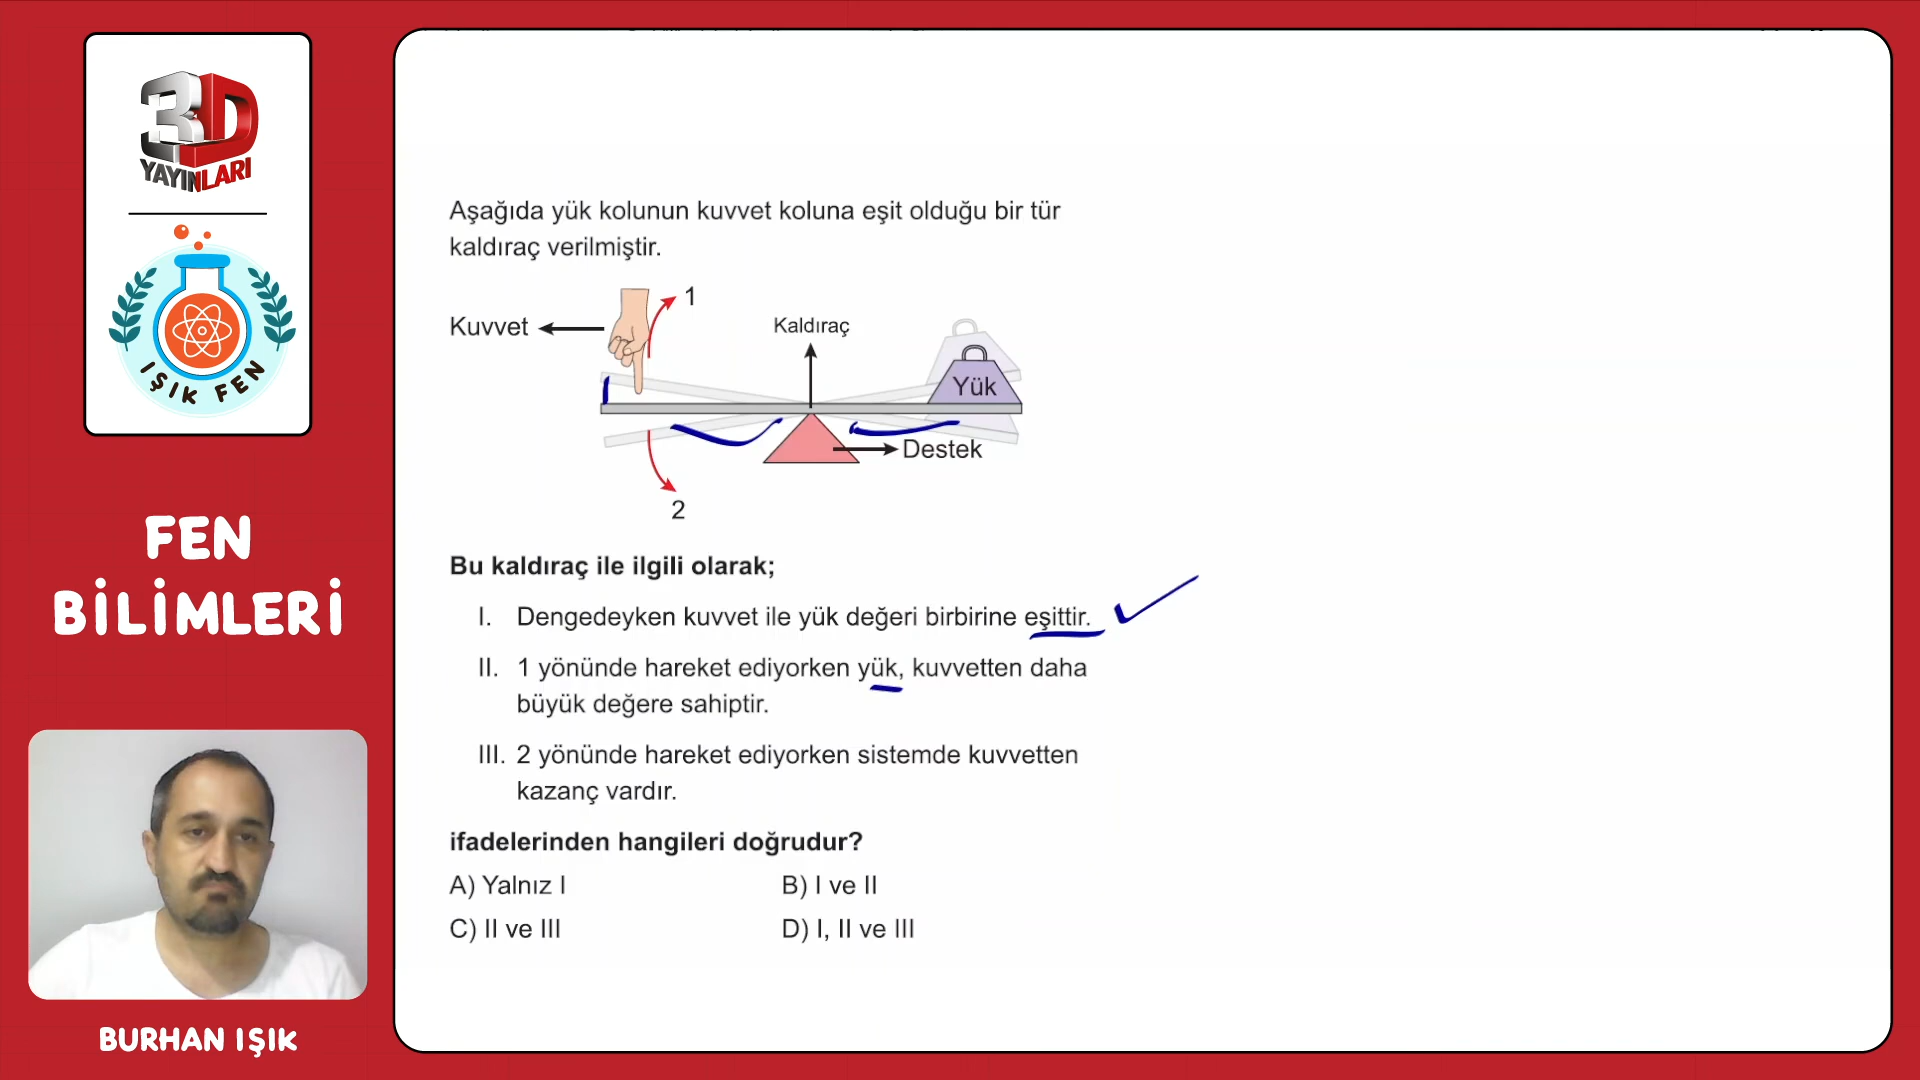 3D
YAYINLARI
IŞIK FEN
FEN
BİLİMLERİ
BURHAN IŞIK
Aşağıda yük kolunun kuvvet koluna eşit olduğu bir tür
kaldıraç verilmiştir.
1
Kuvvet
Kaldıraç
Yük
Destek
2
Bu kaldıraç ile ilgili olarak;
I. Dengedeyken kuvvet ile yük değeri birbirine eşittir.
II. 1 yönünde hareket ediyorken yük, kuvvetten daha
büyük değere sahiptir.
III. 2 yönünde hareket ediyorken sistemde kuvvetten
kazanç vardır.
ifadelerinden hangileri doğrudur?
A) Yalnız I
B) I ve II
C) II ve III
D) I, II ve III